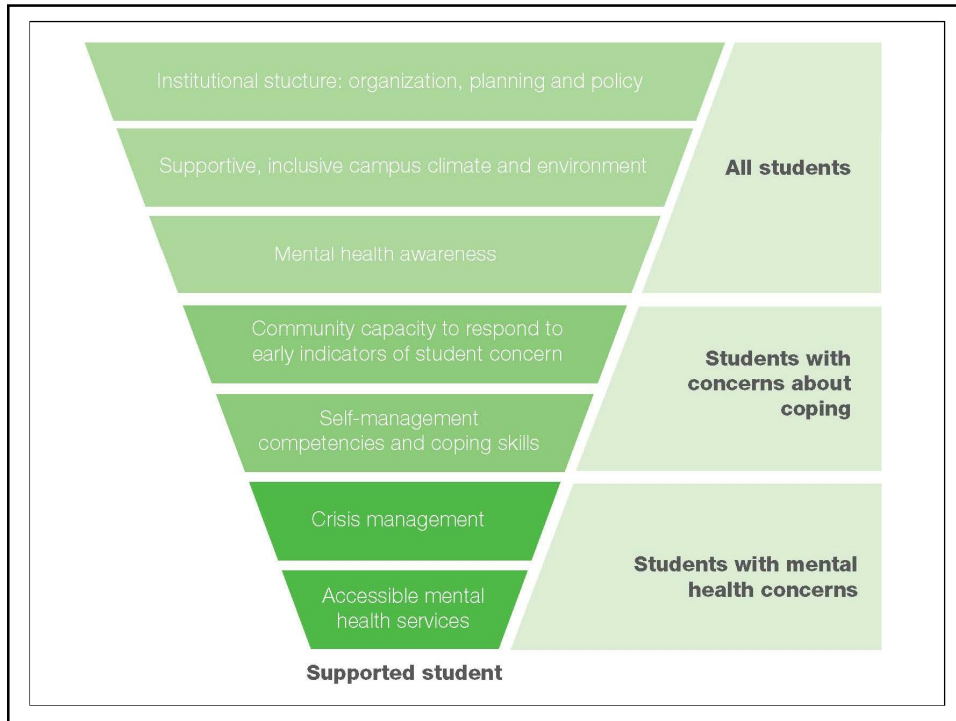 Institutional stucture: organization, planning and policy
Supportive, inclusive campus climate and environment
All students
Mental health awareness
Community capacity to respond to
early indicators of student concern
Students with
concerns about
coping
Self-management
competencies and coping skills
Crisis management
Students with mental
health concerns
Accessible mental
health services
Supported student